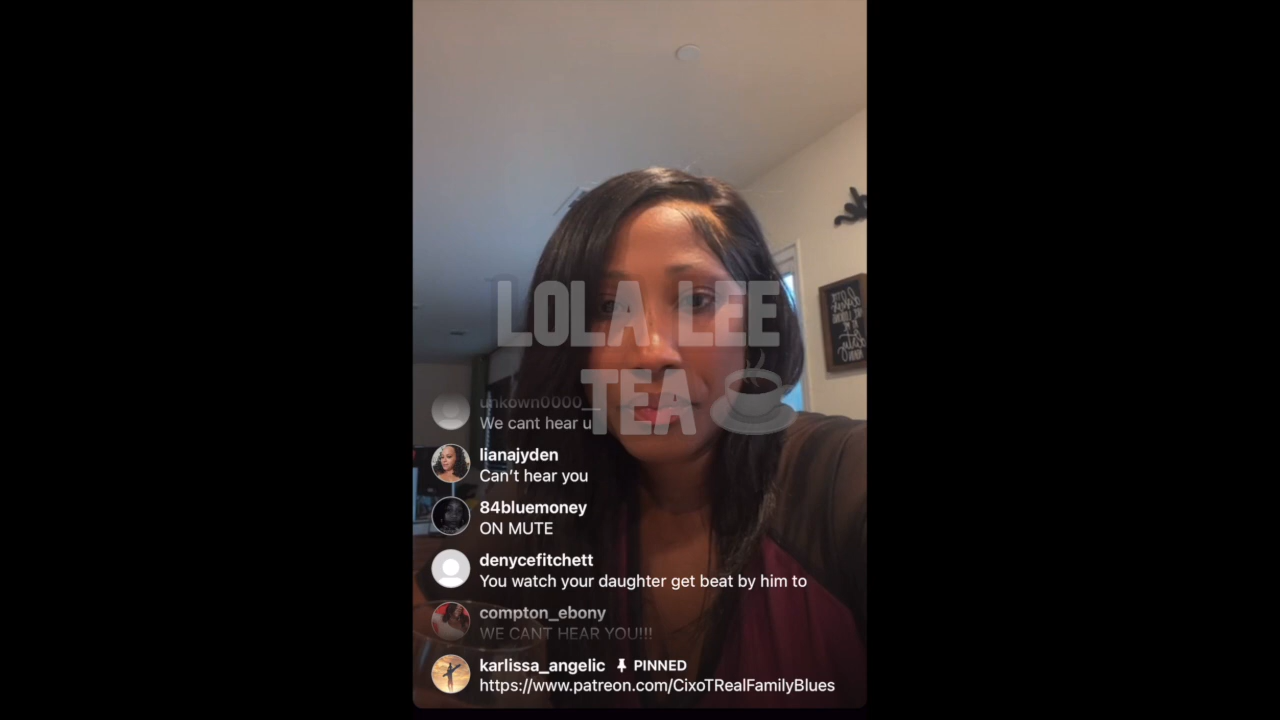 LOLA LEE
TEA
unkown0000__
We cant hear u
lianajyden
Can’t hear you
84bluemoney
ON MUTE
denycefitchett
You watch your daughter get beat by him to
compton_ebony
WE CANT HEAR YOU!!!
karlissa_angelic PINNED
https://www.patreon.com/CixoTRealFamilyBlues